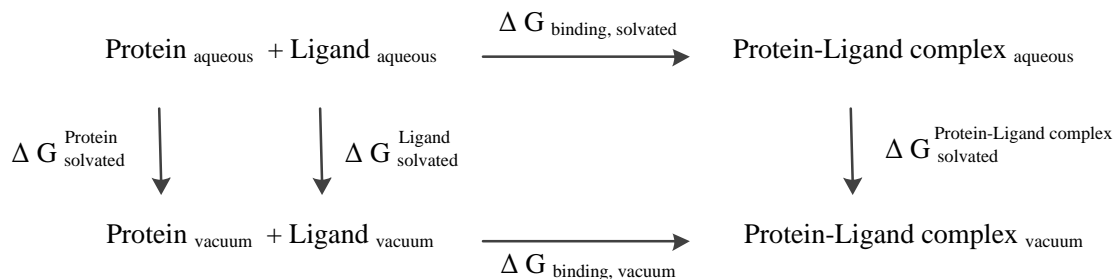 Δ G binding, solvated
Protein aqueous + Ligand aqueous
Protein-Ligand complex aqueous
Δ G Protein solvated
Δ G Ligand solvated
Δ G Protein-Ligand complex solvated
Protein vacuum + Ligand vacuum
Protein-Ligand complex vacuum
Δ G binding, vacuum